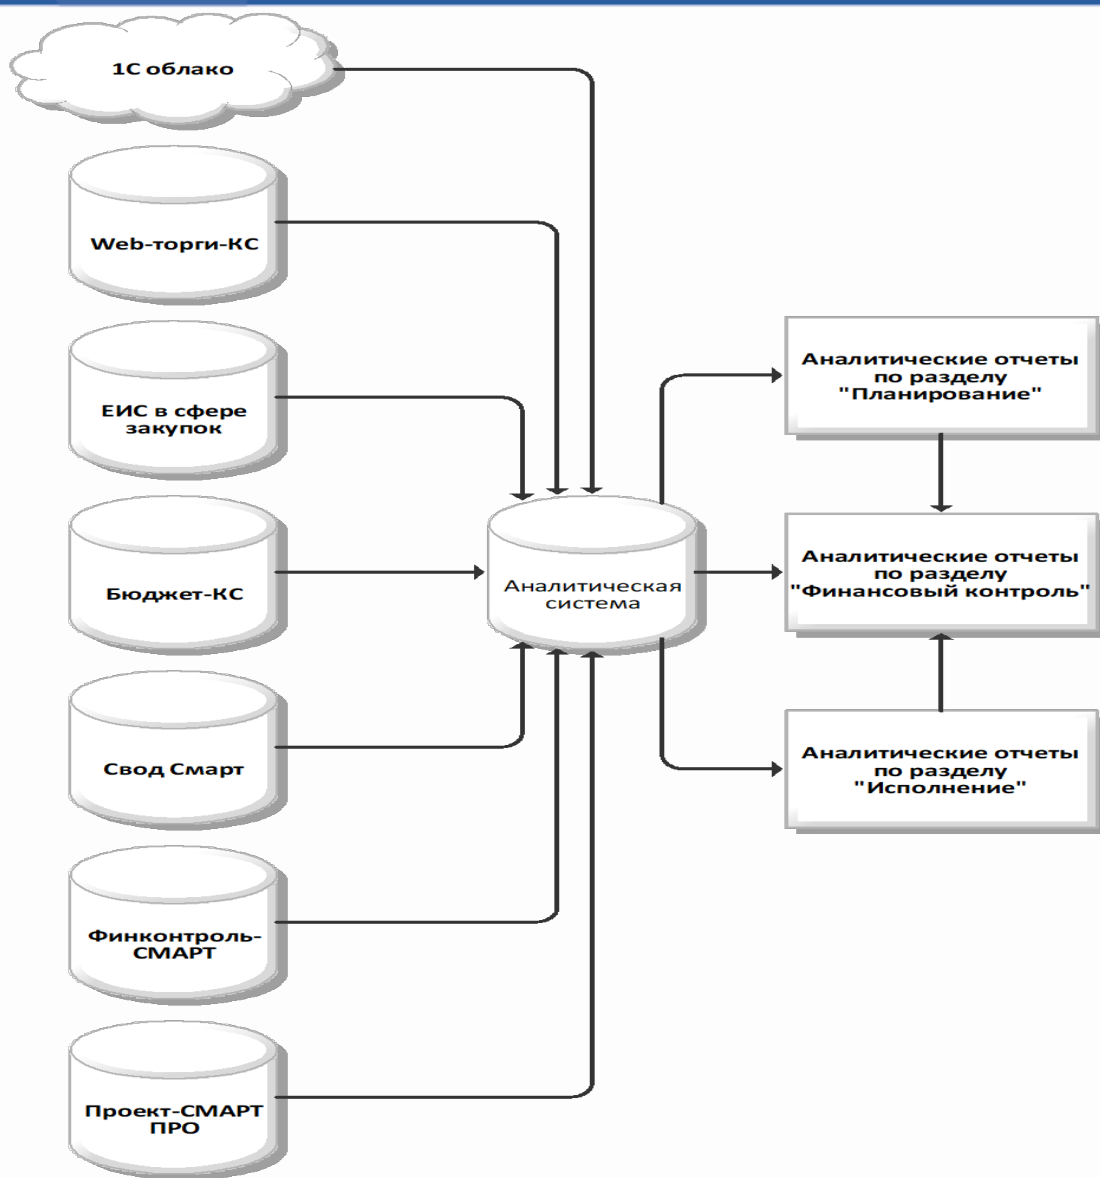 1С облако
Web-торги-КС
ЕИС в сфере
закупок
Бюджет-КС
Свод Смарт
Финконтроль-
СМАРТ
Проект-СМАРТ
ПРО
Аналитическая
система
Аналитические отчеты
по разделу
"Планирование"
Аналитические отчеты
по разделу
"Финансовый контроль"
Аналитические отчеты
по разделу
"Исполнение"